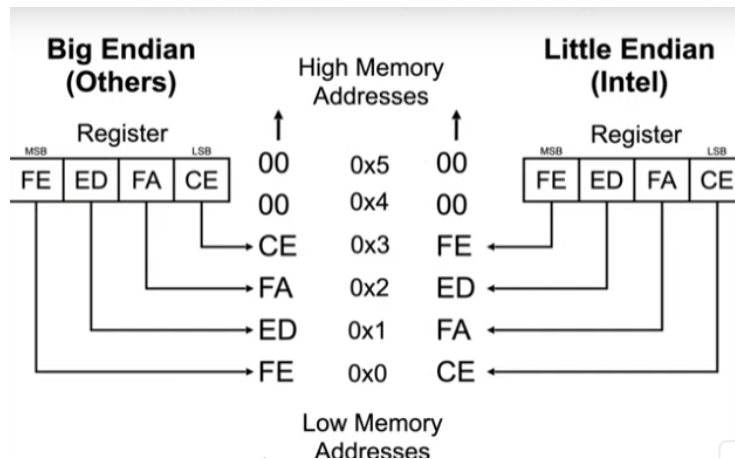 Big Endian
(Others)
High Memory
Addresses
Little Endian
(Intel)
Register
MSB LSB
FE ED FA CE
Register
MSB LSB
FE ED FA CE
00 0x5 00
00 0x4 00
CE 0x3 FE
FA 0x2 ED
ED 0x1 FA
FE 0x0 CE
Low Memory
Addresses